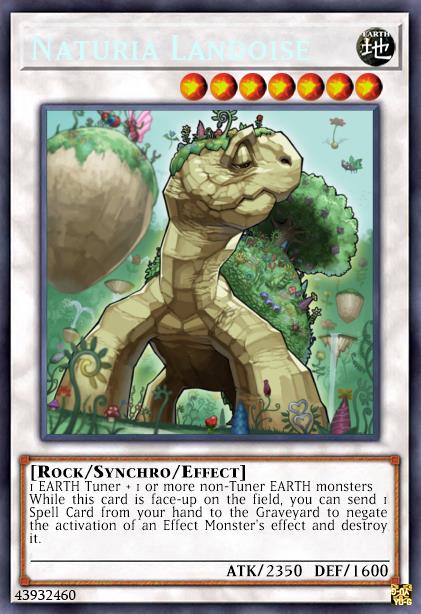 Naturia Landoise
EARTH
地
[Rock/Synchro/Effect]
1 EARTH Tuner + 1 or more non-Tuner EARTH monsters
While this card is face-up on the field, you can send 1
Spell Card from your hand to the Graveyard to negate
the activation of an Effect Monster's effect and destroy
it.
ATK/2350 DEF/1600
43932460